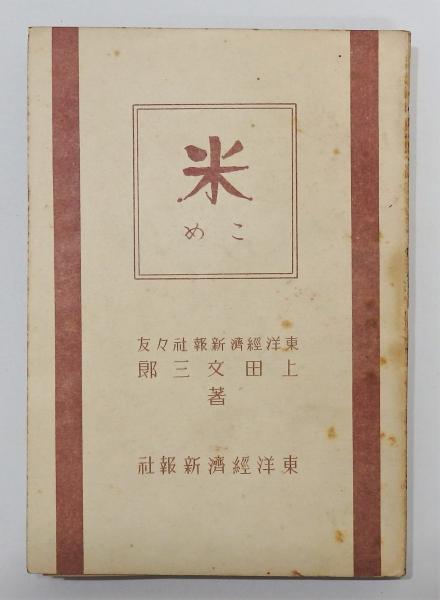 米
こめ
東洋經濟新報社々友
上田文三郎
著
東洋經濟新報社